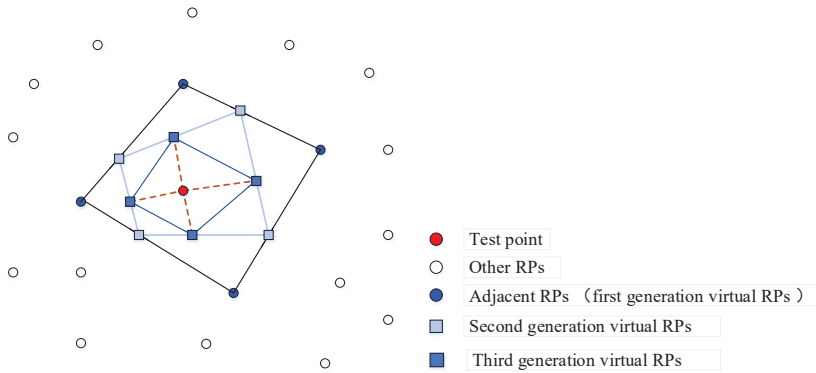 Test point
Other RPs
Adjacent RPs （first generation virtual RPs ）
Second generation virtual RPs
Third generation virtual RPs